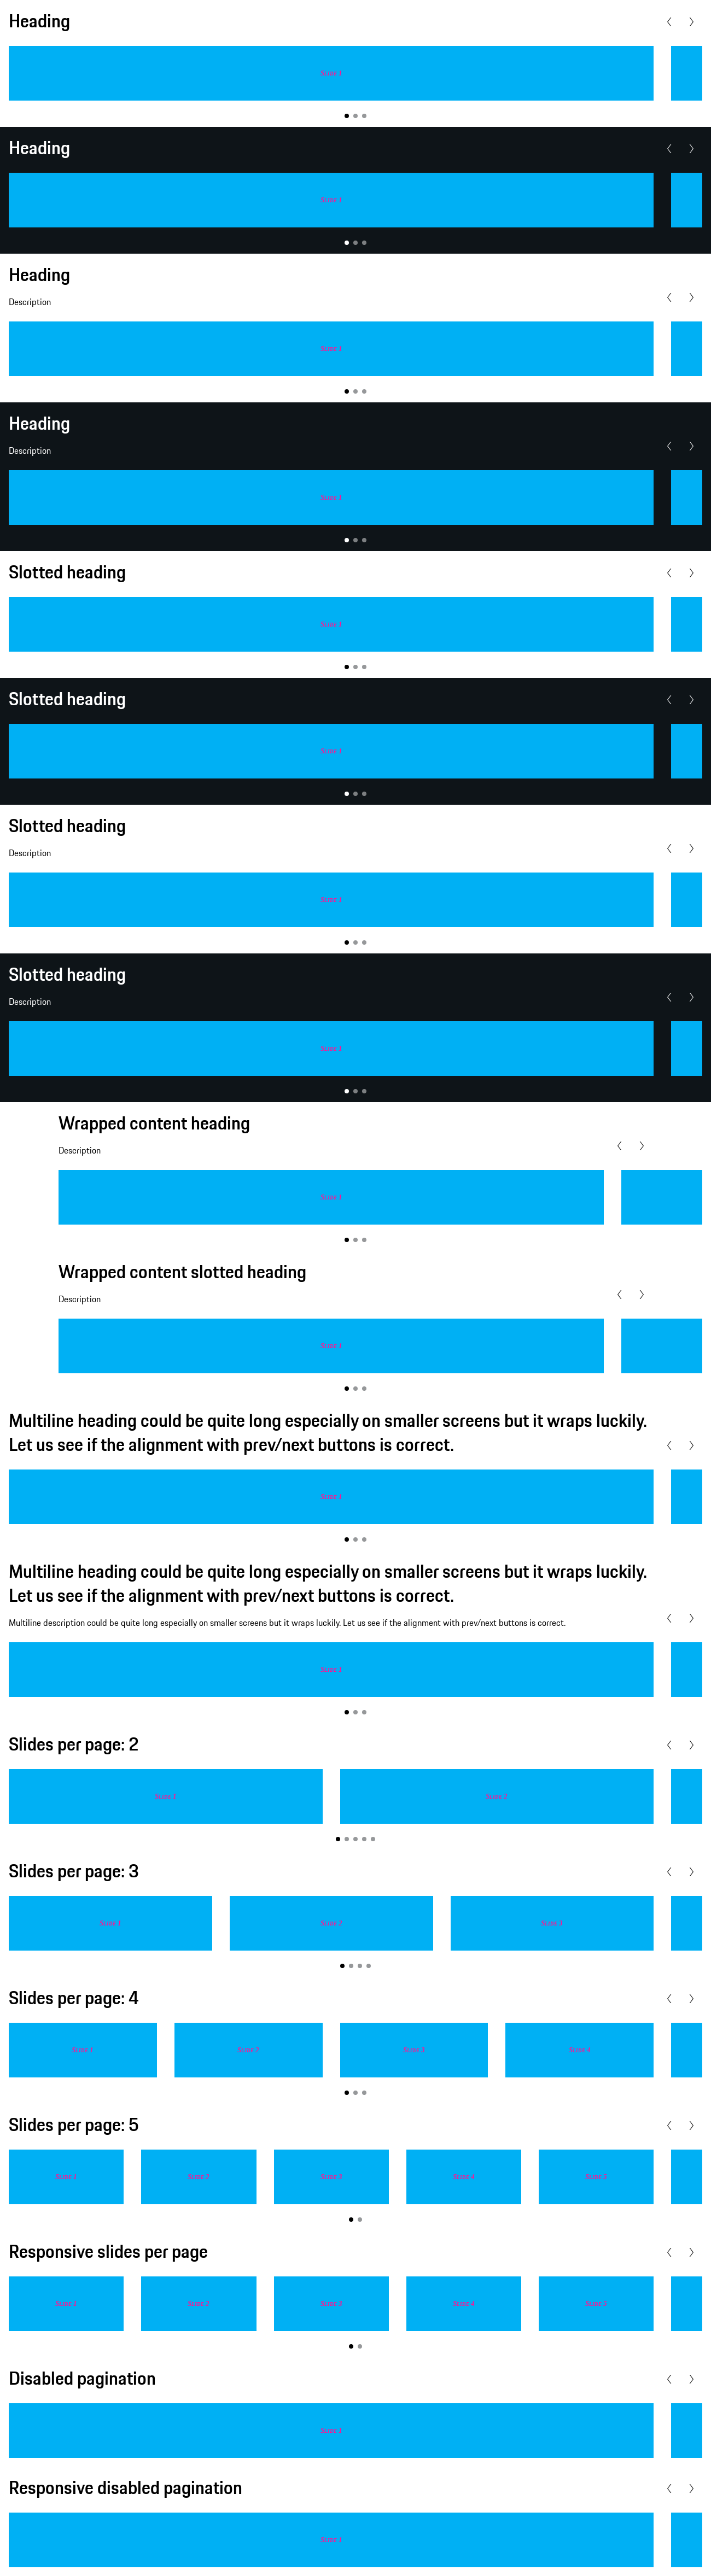 Heading
Slide 1
Heading
Slide 1
Heading
Description
Slide 1
Heading
Description
Slide 1
Slotted heading
Slide 1
Slotted heading
Slide 1
Slotted heading
Description
Slide 1
Slotted heading
Description
Slide 1
Wrapped content heading
Description
Slide 1
Wrapped content slotted heading
Description
Slide 1
Multiline heading could be quite long especially on smaller screens but it wraps luckily.
Let us see if the alignment with prev/next buttons is correct.
Slide 1
Multiline heading could be quite long especially on smaller screens but it wraps luckily.
Let us see if the alignment with prev/next buttons is correct.
Multiline description could be quite long especially on smaller screens but it wraps luckily. Let us see if the alignment with prev/next buttons is correct.
Slide 1
Slides per page: 2
Slide 1 Slide 2
Slides per page: 3
Slide 1 Slide 2 Slide 3
Slides per page: 4
Slide 1 Slide 2 Slide 3 Slide 4
Slides per page: 5
Slide 1 Slide 2 Slide 3 Slide 4 Slide 5
Responsive slides per page
Slide 1 Slide 2 Slide 3 Slide 4 Slide 5
Disabled pagination
Slide 1
Responsive disabled pagination
Slide 1